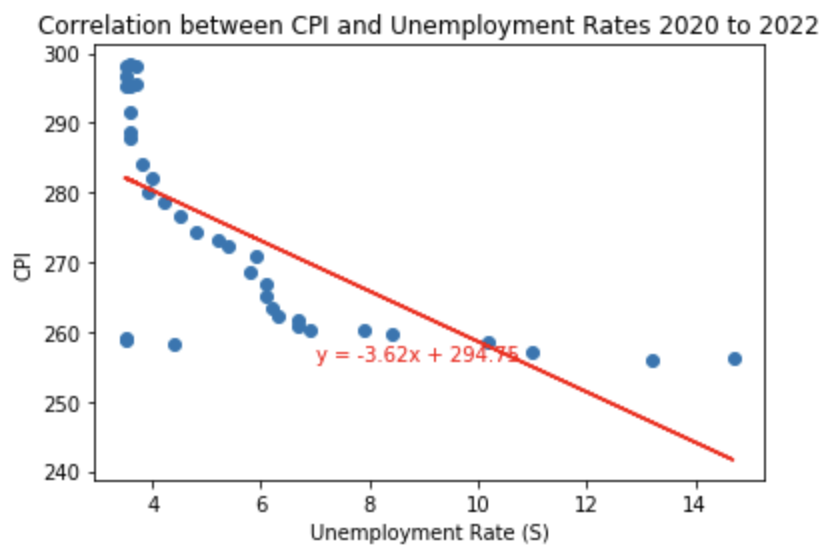 Correlation between CPI and Unemployment Rates 2020 to 2022
300
290
280
270
260
250
240
CPI
y = -3.62x + 294.75
4 6 8 10 12 14
Unemployment Rate (S)